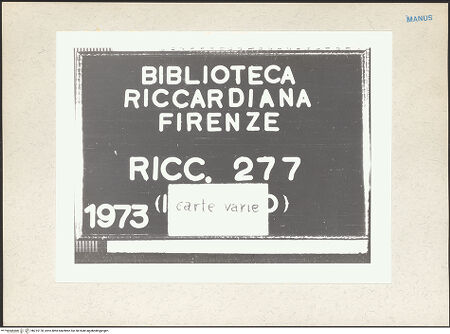 MANUS
BIBLIOTECA
RICCARDIANA
FIRENZE
RICC. 277
carte varie
1973